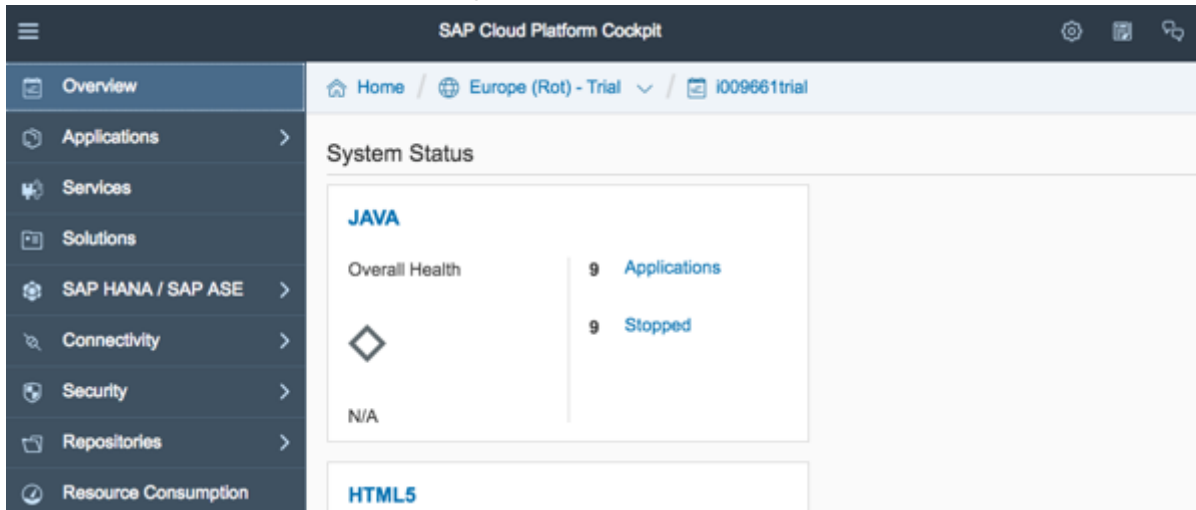 SAP Cloud Platform Cockpit
Overview
Applications
Services
Solutions
SAP HANA / SAP ASE
Connectivity
Security
Repositories
Resource Consumption
Home / Europe (Rot) - Trial / i009661trial
System Status
JAVA
Overall Health
N/A
9 Applications
9 Stopped
HTML5